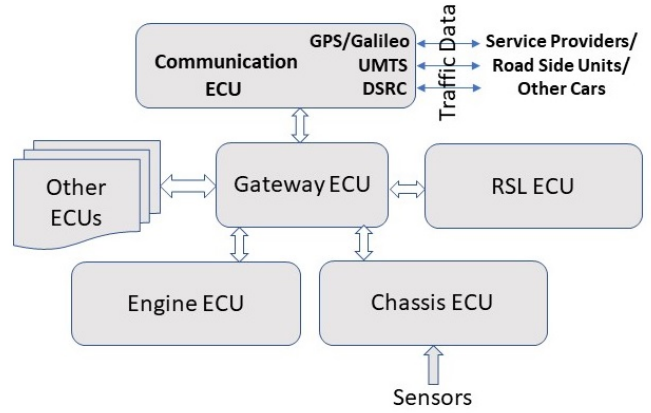 GPS/Galileo
Communication UMTS
ECU DSRC
Traffic Data
Service Providers/
Road Side Units/
Other Cars
Other
ECUs
Gateway ECU
RSL ECU
Engine ECU
Chassis ECU
Sensors